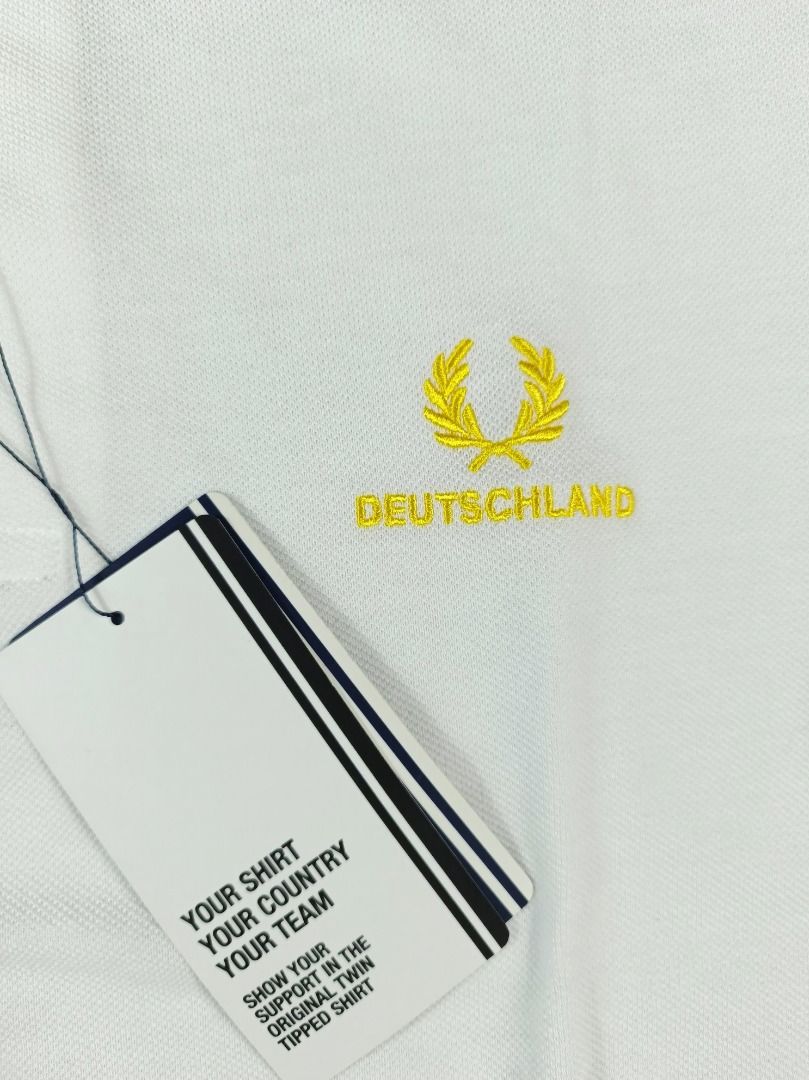 DEUTSCHLAND
YOUR SHIRT
YOUR COUNTRY
YOUR TEAM
SHOW YOUR
SUPPORT IN THE
ORIGINAL TWIN
TIPPED SHIRT